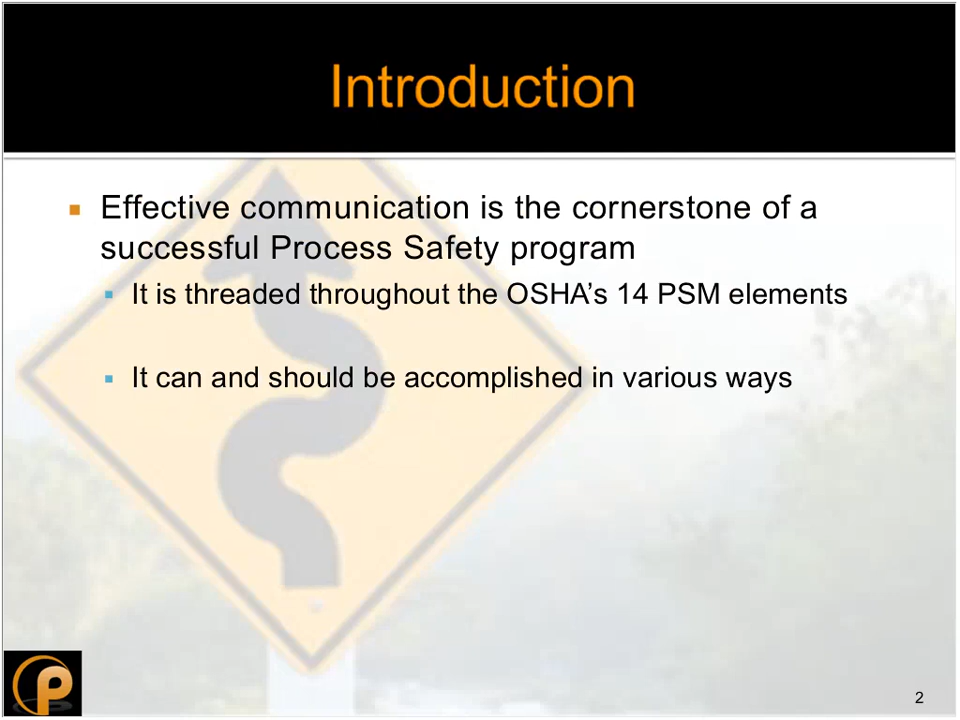 Introduction
Effective communication is the cornerstone of a
successful Process Safety program
It is threaded throughout the OSHA’s 14 PSM elements
It can and should be accomplished in various ways
P
2